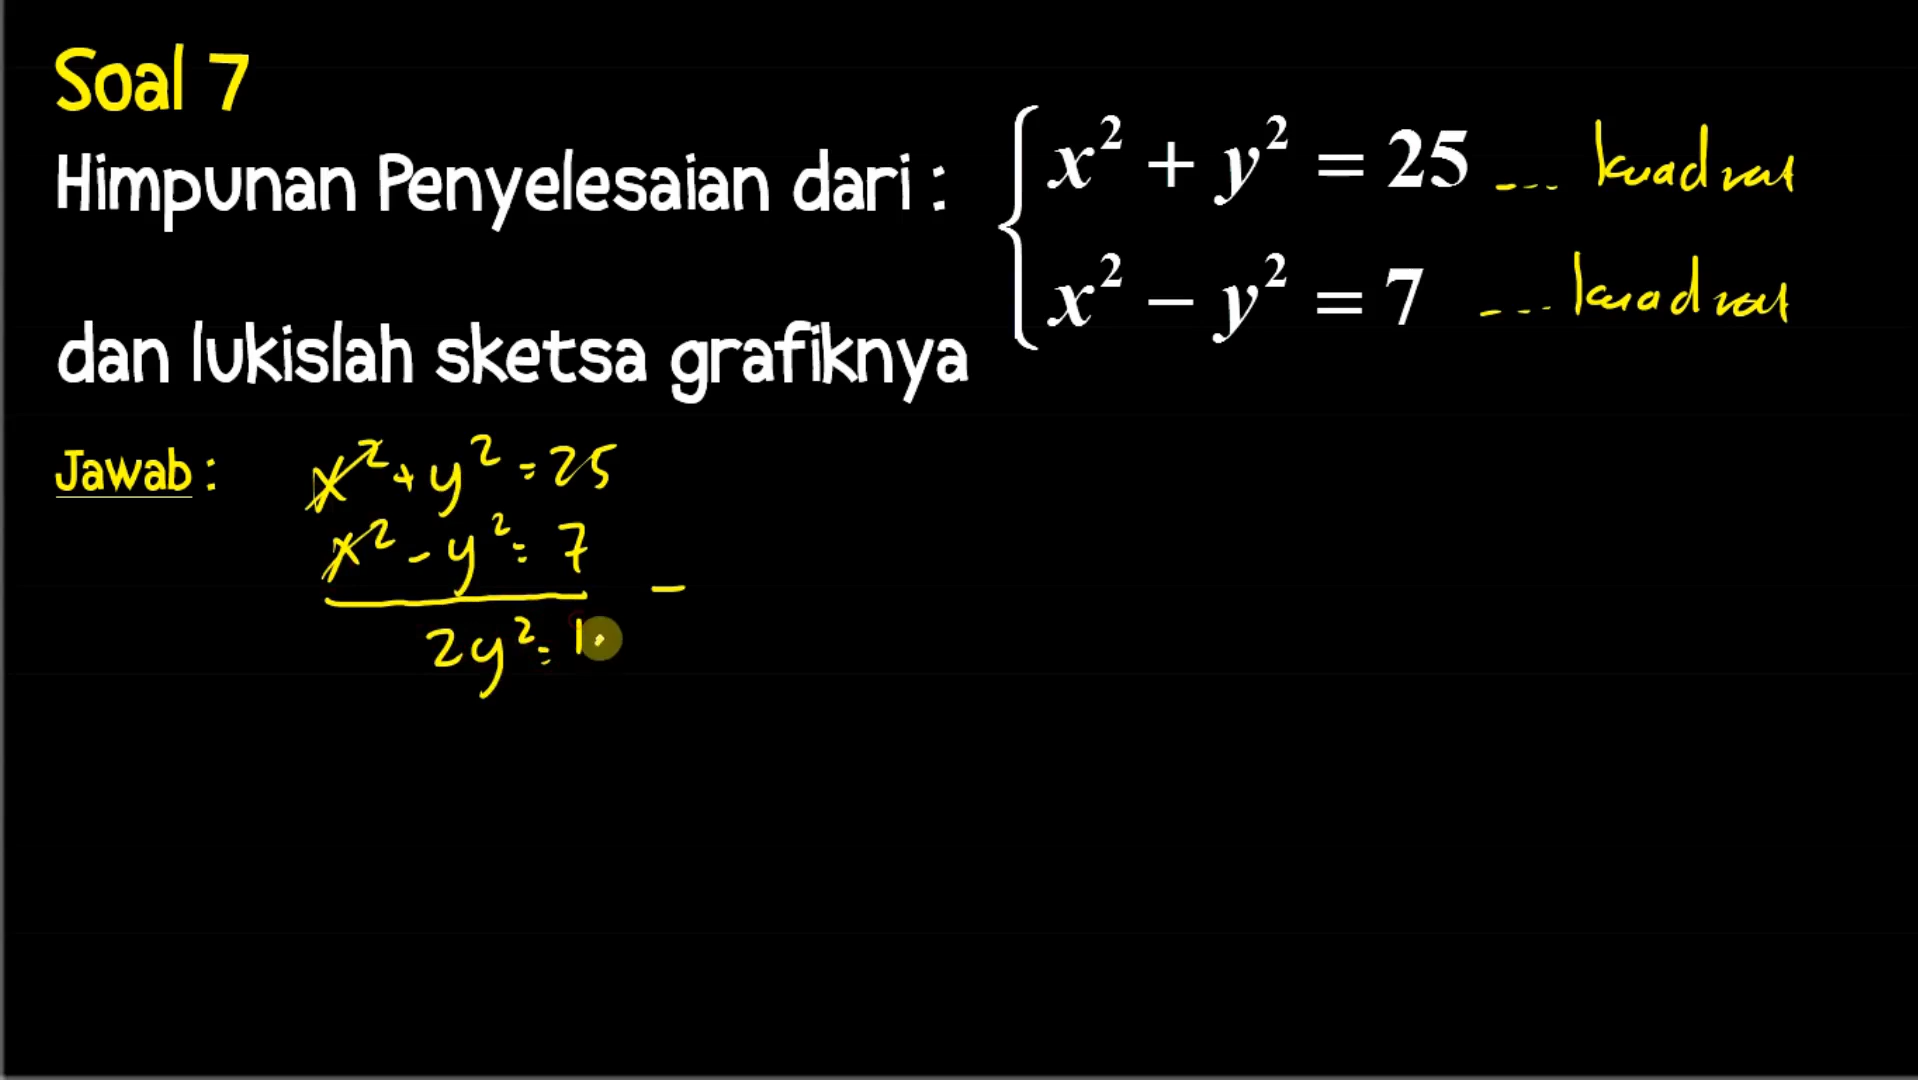 Soal 7
Himpunan Penyelesaian dari :
x² + y² = 25 ... kuadrat
x² − y² = 7 ... kuadrat
dan lukislah sketsa grafiknya
Jawab :
x² + y² = 25
x² - y² = 7
−
2y² = 1